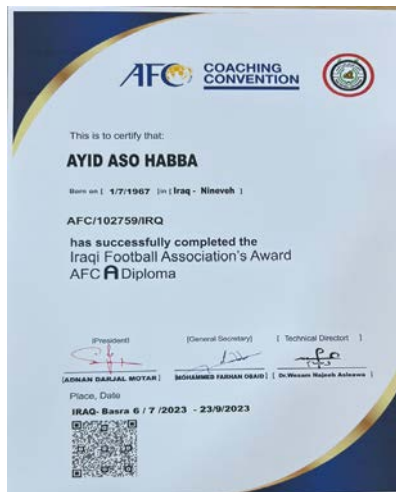 AFC COACHING CONVENTION
This is to certify that:
AYID ASO HABBA
Born on [ 1/7/1967 ]in [ Iraq - Nineveh ]
AFC/102759/IRQ
has successfully completed the
Iraqi Football Association's Award
AFC A Diploma
[President] [General Secretary] [ Technical Directort ]
[ADNAN DARJAL MOTAR] [MOHAMMED FARHAN OBAID] [ Dr.Wesam Najeeb Asleawa ]
Place, Date
IRAQ- Basra 6 / 7 /2023 - 23/9/2023